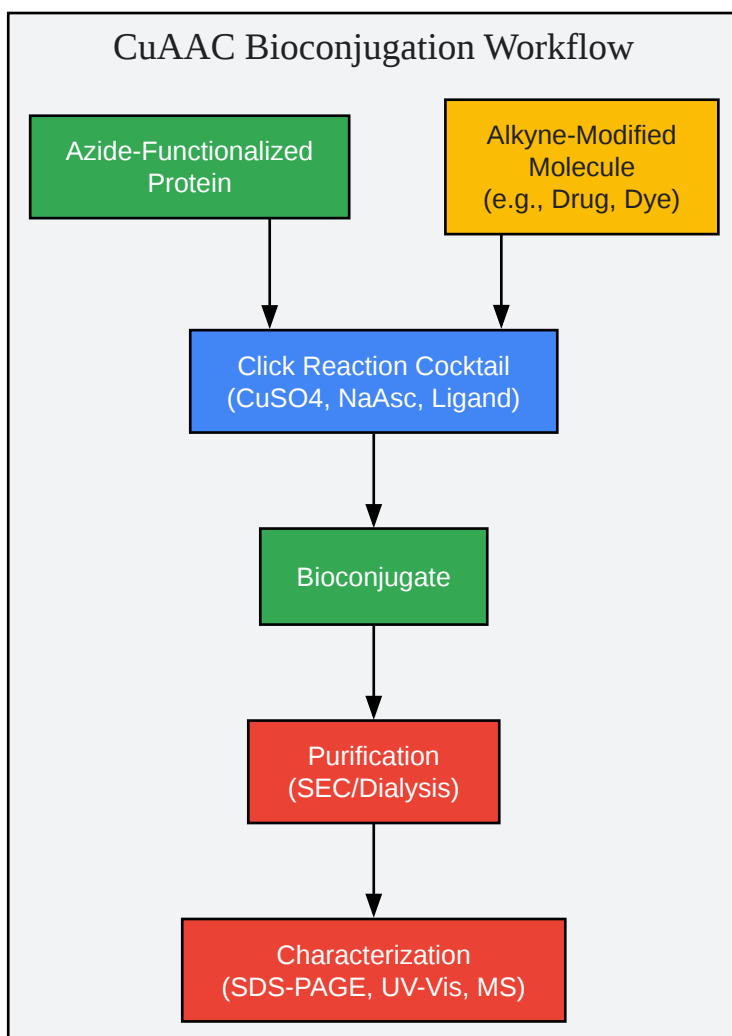 CuAAC Bioconjugation Workflow
Azide-Functionalized
Protein
Alkyne-Modified
Molecule
(e.g., Drug, Dye)
Click Reaction Cocktail
(CuSO4, NaAsc, Ligand)
Bioconjugate
Purification
(SEC/Dialysis)
Characterization
(SDS-PAGE, UV-Vis, MS)